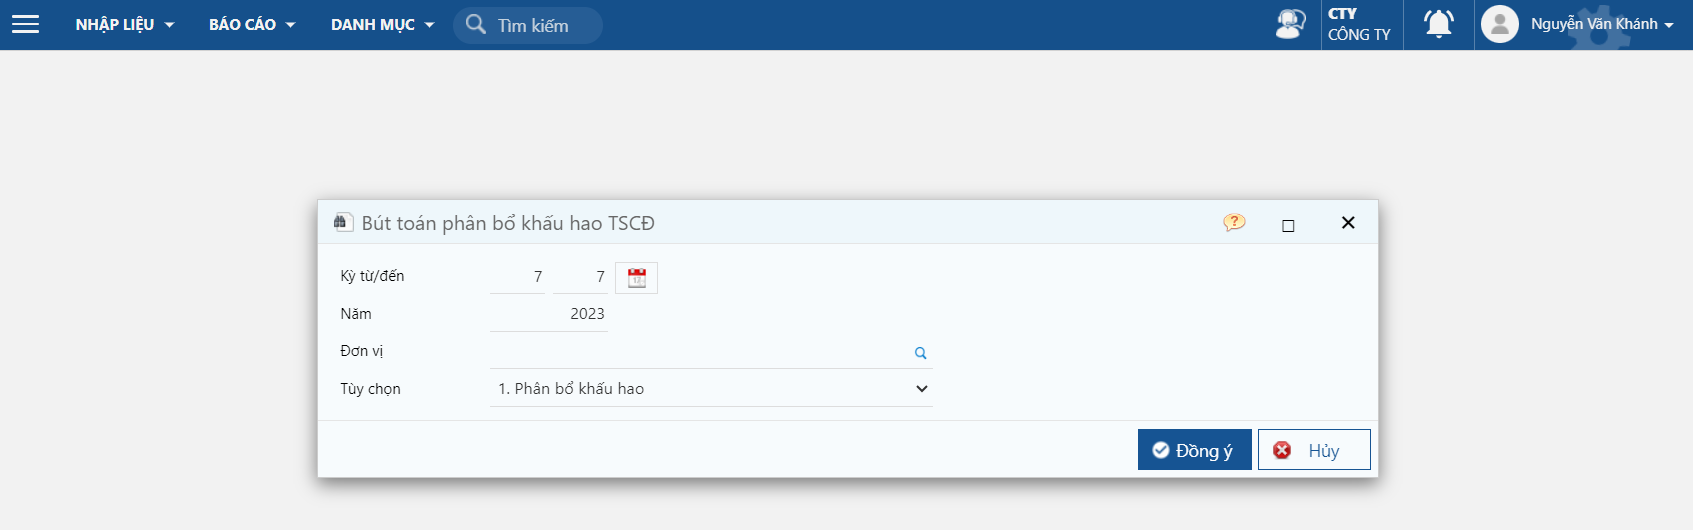 NHẬP LIỆU BÁO CÁO DANH MỤC Tìm kiếm CTY CÔNG TY Nguyễn Văn Khánh
Bút toán phân bổ khấu hao TSCĐ
Kỳ từ/đến 7 7
Năm 2023
Đơn vị
Tùy chọn 1. Phân bổ khấu hao
Đồng ý Hủy